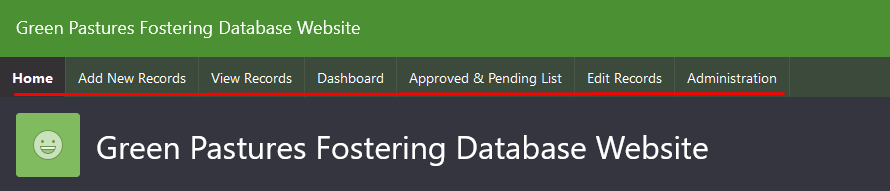 Green Pastures Fostering Database Website
Home Add New Records View Records Dashboard Approved & Pending List Edit Records Administration
Green Pastures Fostering Database Website